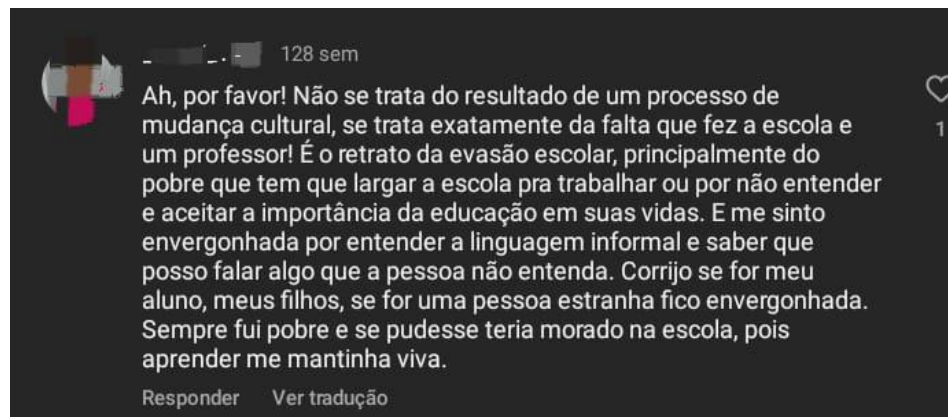 128 sem
Ah, por favor! Não se trata do resultado de um processo de
mudança cultural, se trata exatamente da falta que fez a escola e
um professor! É o retrato da evasão escolar, principalmente do
pobre que tem que largar a escola pra trabalhar ou por não entender
e aceitar a importância da educação em suas vidas. E me sinto
envergonhada por entender a linguagem informal e saber que
posso falar algo que a pessoa não entenda. Corrijo se for meu
aluno, meus filhos, se for uma pessoa estranha fico envergonhada.
Sempre fui pobre e se pudesse teria morado na escola, pois
aprender me mantinha viva.
Responder Ver tradução
1